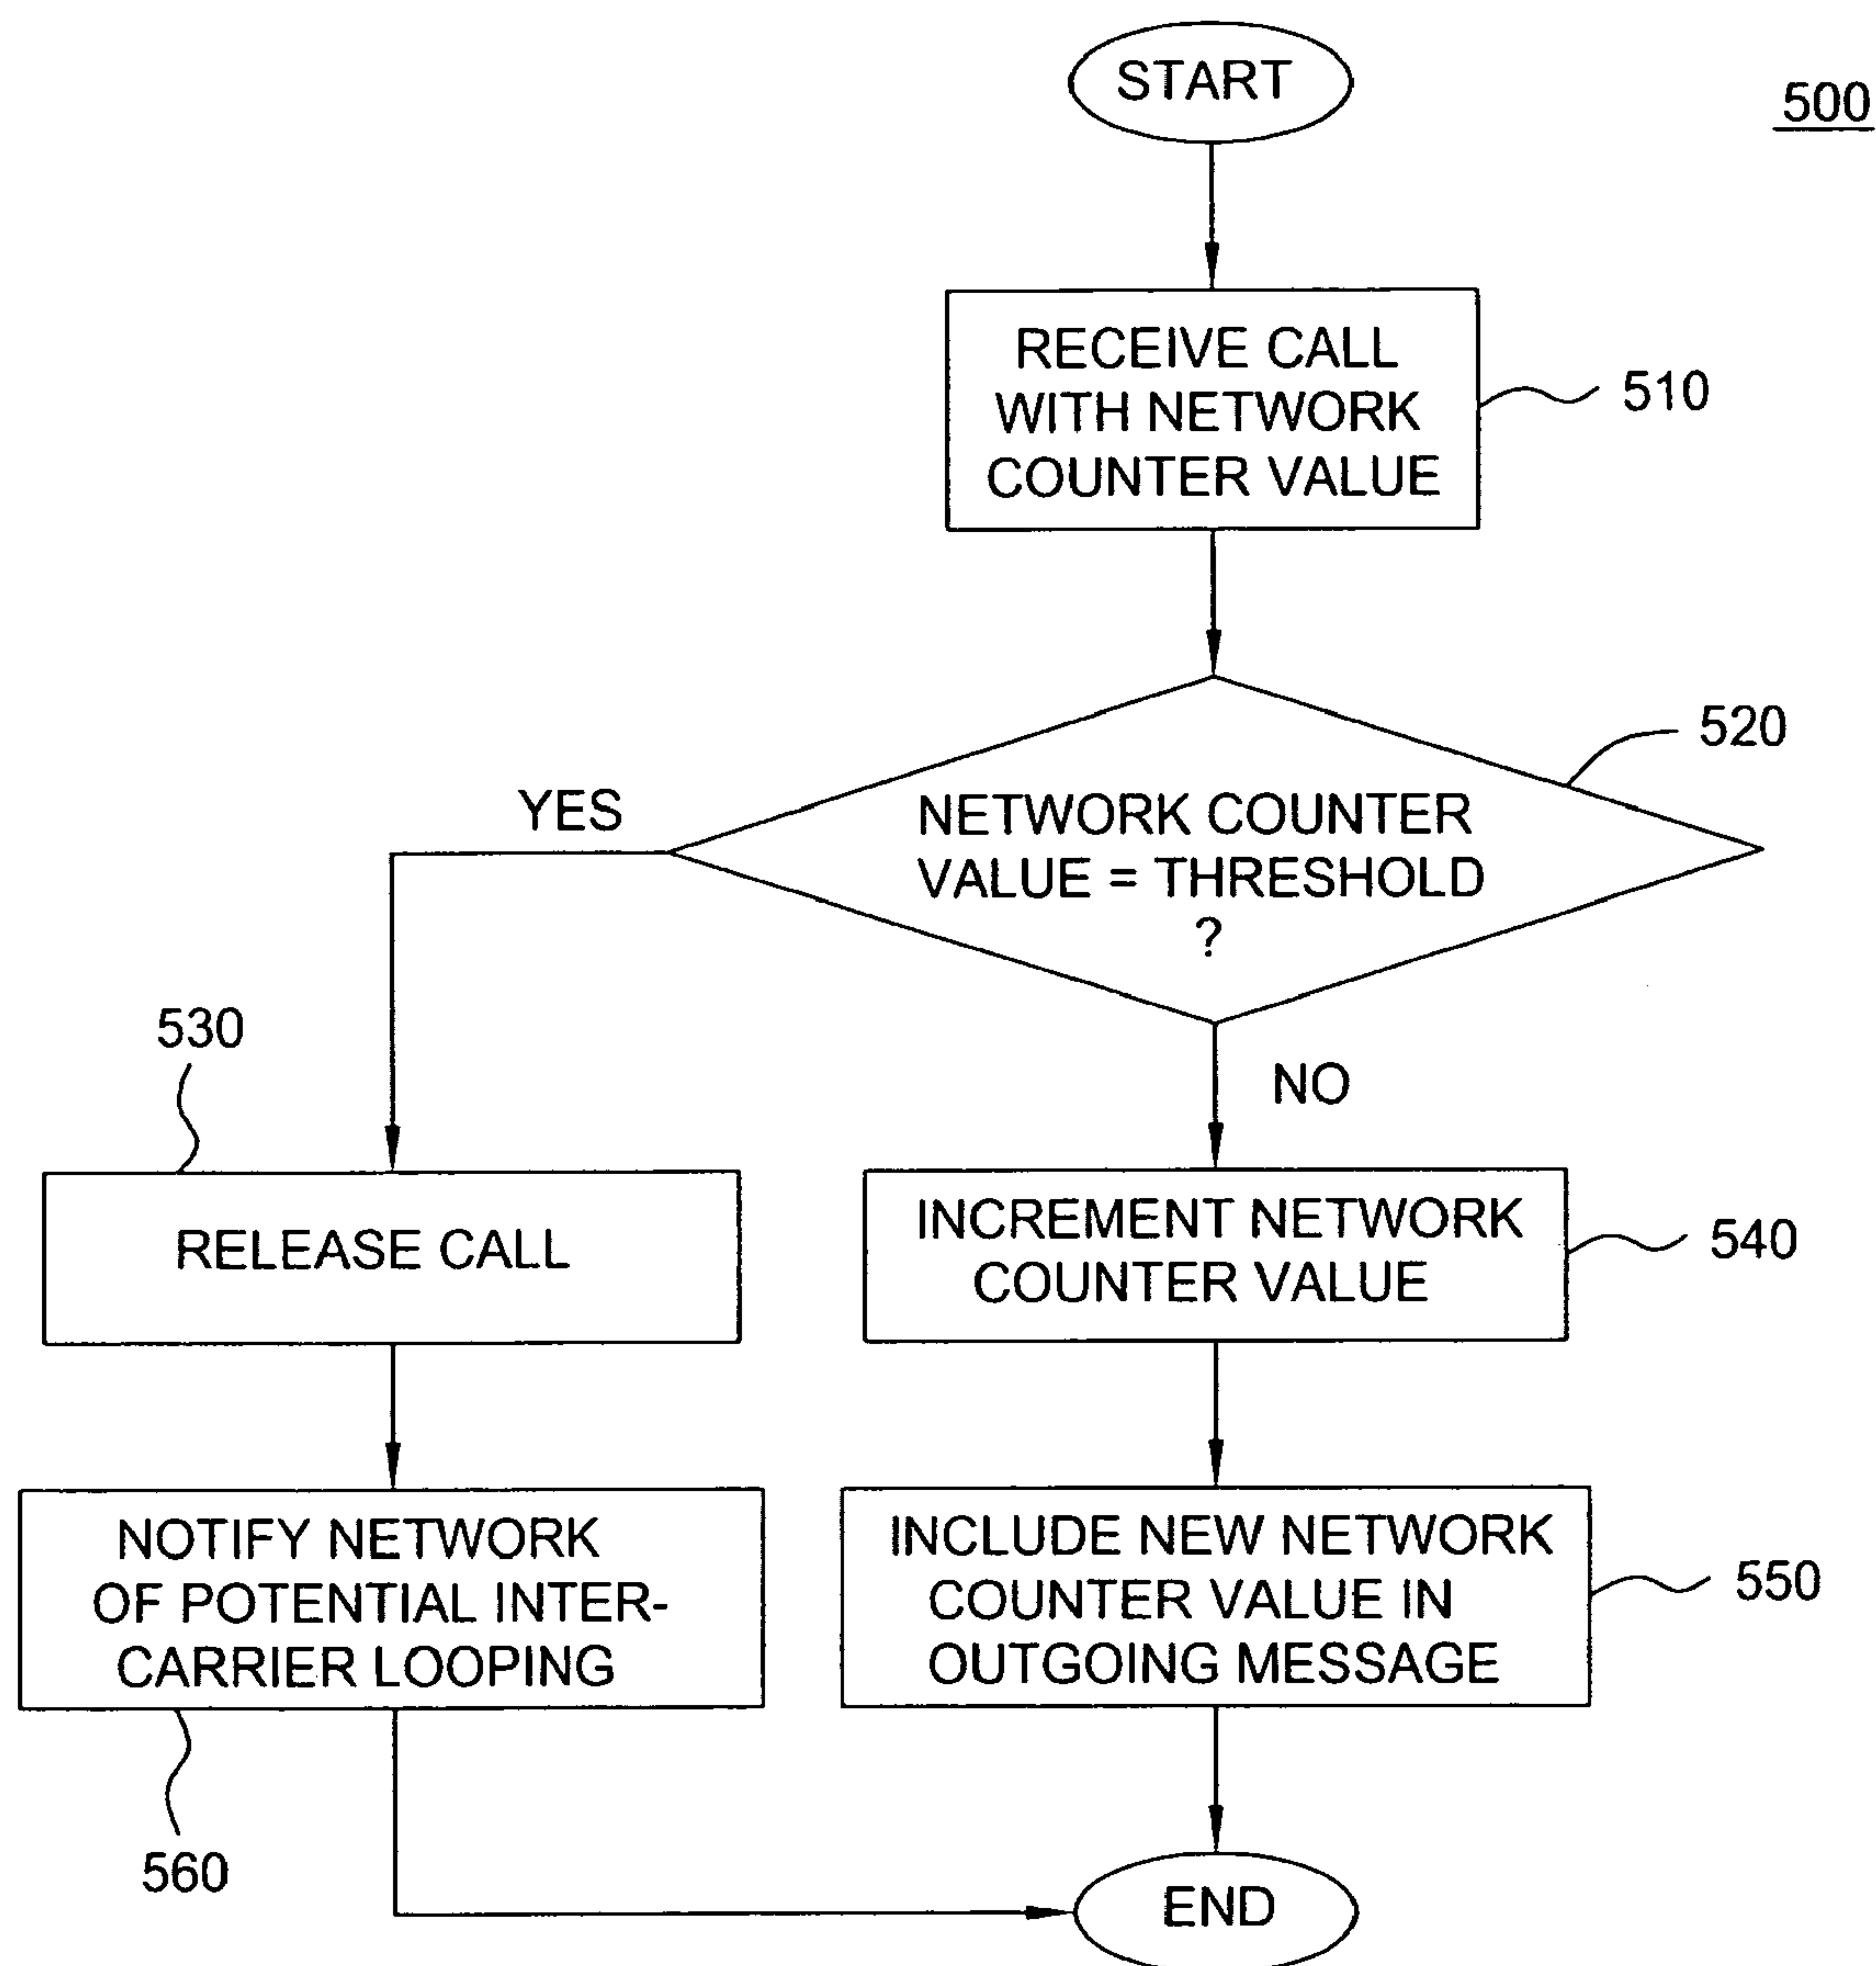 START
500
RECEIVE CALL
WITH NETWORK
COUNTER VALUE
510
520
NETWORK COUNTER
VALUE = THRESHOLD
?
YES
NO
530
RELEASE CALL
INCREMENT NETWORK
COUNTER VALUE
540
NOTIFY NETWORK
OF POTENTIAL INTER-
CARRIER LOOPING
INCLUDE NEW NETWORK
COUNTER VALUE IN
OUTGOING MESSAGE
550
560
END